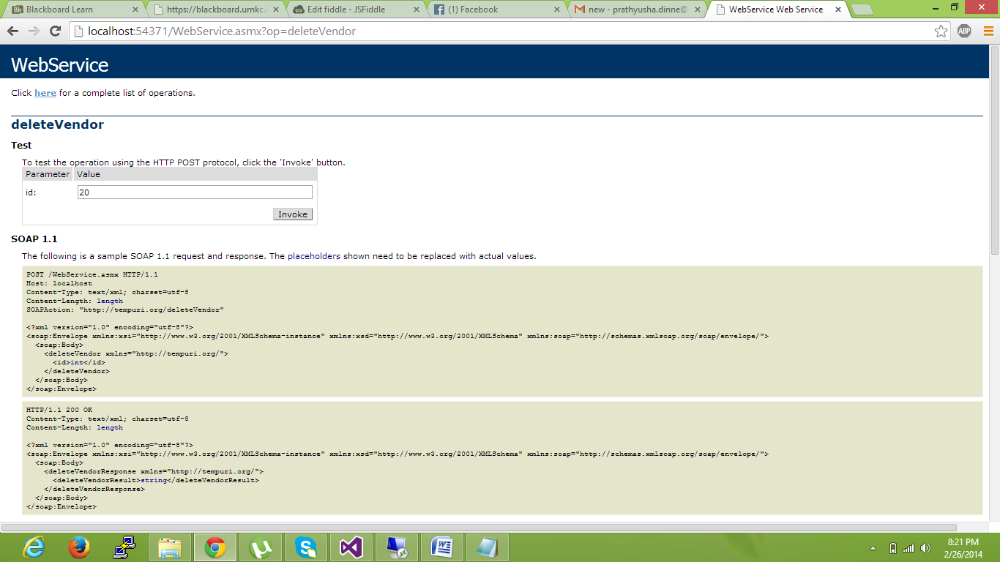 Blackboard Learn
https://blackboard.umkc.
Edit fiddle - JSFiddle
(1) Facebook
new - prathyusha.dinne@
WebService Web Service
localhost:54371/WebService.asmx?op=deleteVendor
ABP
WebService
Click here for a complete list of operations.
deleteVendor
Test
To test the operation using the HTTP POST protocol, click the 'Invoke' button.
Parameter Value
id: 20
Invoke
SOAP 1.1
The following is a sample SOAP 1.1 request and response. The placeholders shown need to be replaced with actual values.
POST /WebService.asmx HTTP/1.1
Host: localhost
Content-Type: text/xml; charset=utf-8
Content-Length: length
SOAPAction: "http://tempuri.org/deleteVendor"
<?xml version="1.0" encoding="utf-8"?>
<soap:Envelope xmlns:xsi="http://www.w3.org/2001/XMLSchema-instance" xmlns:xsd="http://www.w3.org/2001/XMLSchema" xmlns:soap="http://schemas.xmlsoap.org/soap/envelope/">
<soap:Body>
<deleteVendor xmlns="http://tempuri.org/">
<id>int</id>
</deleteVendor>
</soap:Body>
</soap:Envelope>
HTTP/1.1 200 OK
Content-Type: text/xml; charset=utf-8
Content-Length: length
<?xml version="1.0" encoding="utf-8"?>
<soap:Envelope xmlns:xsi="http://www.w3.org/2001/XMLSchema-instance" xmlns:xsd="http://www.w3.org/2001/XMLSchema" xmlns:soap="http://schemas.xmlsoap.org/soap/envelope/">
<soap:Body>
<deleteVendorResponse xmlns="http://tempuri.org/">
<deleteVendorResult>string</deleteVendorResult>
</deleteVendorResponse>
</soap:Body>
</soap:Envelope>
8:21 PM
2/26/2014